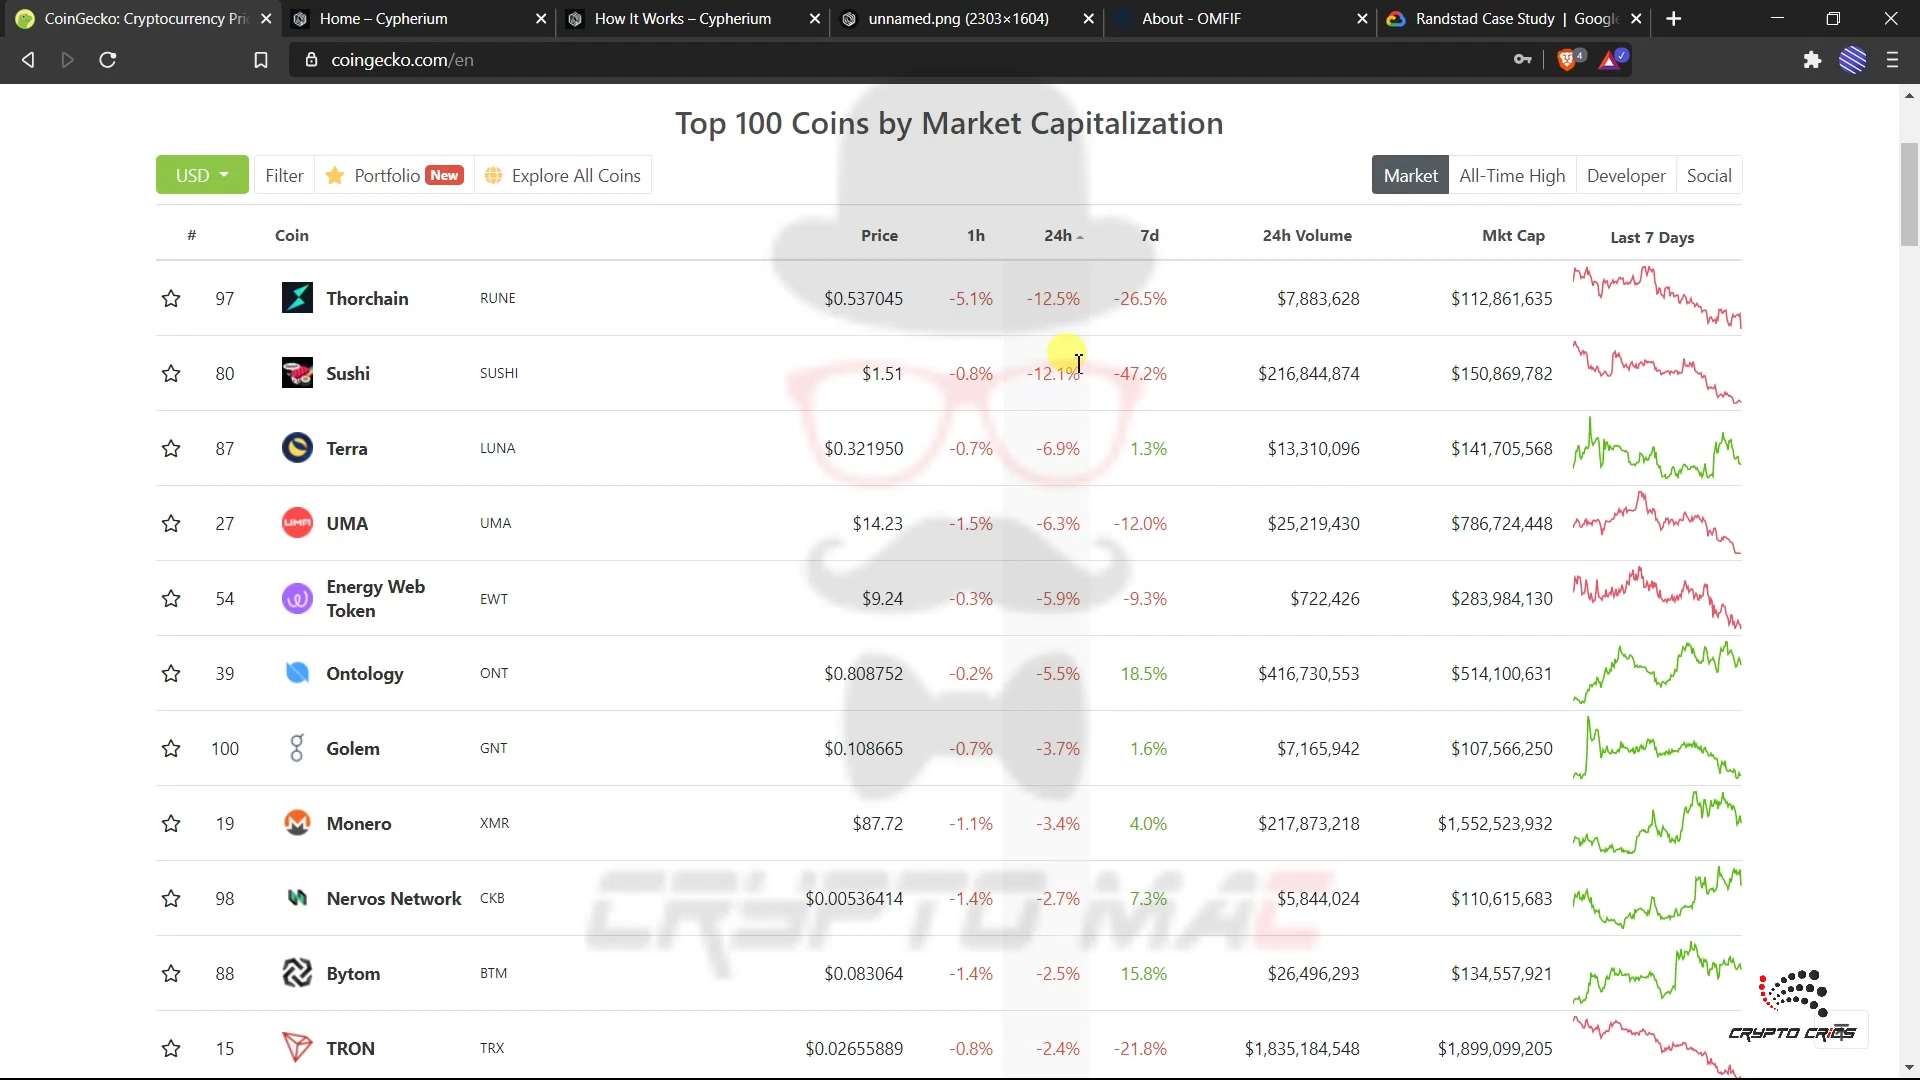 CoinGecko: Cryptocurrency Pri
Home – Cypherium
How It Works – Cypherium
unnamed.png (2303×1604)
About - OMFIF
Randstad Case Study | Googl
coingecko.com/en
4
Top 100 Coins by Market Capitalization
USD Filter Portfolio New Explore All Coins Market All-Time High Developer Social
# Coin Price 1h 24h 7d 24h Volume Mkt Cap Last 7 Days
97 Thorchain RUNE $0.537045 -5.1% -12.5% -26.5% $7,883,628 $112,861,635
80 Sushi SUSHI $1.51 -0.8% -12.1% -47.2% $216,844,874 $150,869,782
87 Terra LUNA $0.321950 -0.7% -6.9% 1.3% $13,310,096 $141,705,568
27 UMA UMA $14.23 -1.5% -6.3% -12.0% $25,219,430 $786,724,448
54 Energy Web Token EWT $9.24 -0.3% -5.9% -9.3% $722,426 $283,984,130
39 Ontology ONT $0.808752 -0.2% -5.5% 18.5% $416,730,553 $514,100,631
100 Golem GNT $0.108665 -0.7% -3.7% 1.6% $7,165,942 $107,566,250
19 Monero XMR $87.72 -1.1% -3.4% 4.0% $217,873,218 $1,552,523,932
98 Nervos Network CKB $0.00536414 -1.4% -2.7% 7.3% $5,844,024 $110,615,683
CRYPTO MAC
88 Bytom BTM $0.083064 -1.4% -2.5% 15.8% $26,496,293 $134,557,921
15 TRON TRX $0.02655889 -0.8% -2.4% -21.8% $1,835,184,548 $1,899,099,205